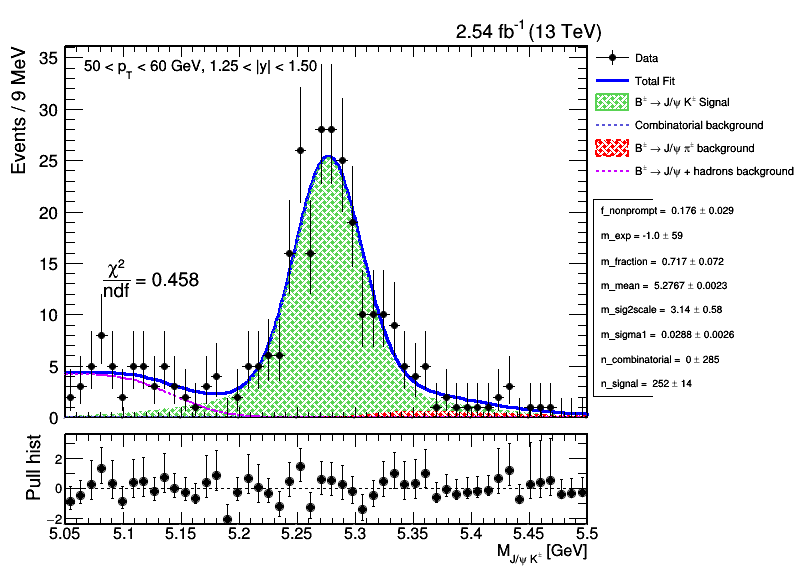 2.54 fb⁻¹ (13 TeV)
Events / 9 MeV
50 < p_T < 60 GeV, 1.25 < |y| < 1.50
35
30
25
20
15
10
5
0
χ²/ndf = 0.458
Data
Total Fit
B± → J/ψ K± Signal
Combinatorial background
B± → J/ψ π± background
B± → J/ψ + hadrons background
f_nonprompt = 0.176 ± 0.029
m_exp = -1.0 ± 59
m_fraction = 0.717 ± 0.072
m_mean = 5.2767 ± 0.0023
m_sig2scale = 3.14 ± 0.58
m_sigma1 = 0.0288 ± 0.0026
n_combinatorial = 0 ± 285
n_signal = 252 ± 14
Pull hist
2
0
−2
5.05 5.1 5.15 5.2 5.25 5.3 5.35 5.4 5.45 5.5
M_J/ψ K± [GeV]